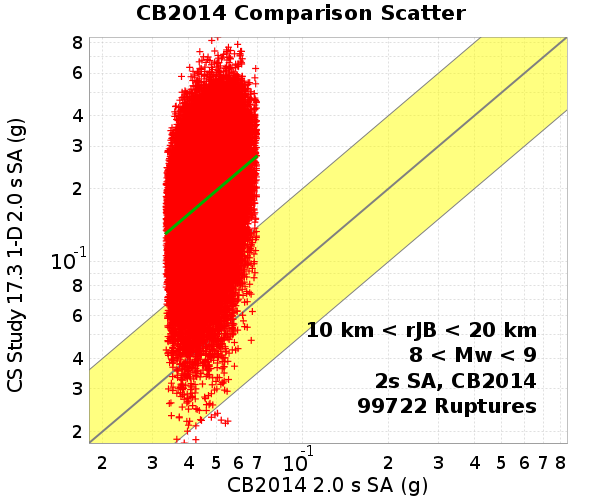 CB2014 Comparison Scatter
CS Study 17.3 1-D 2.0 s SA (g)
8
6
4
3
2
10-1
8
6
4
3
2
10 km < rJB < 20 km
8 < Mw < 9
2s SA, CB2014
99722 Ruptures
2 3 4 5 6 7 10-1 2 3 4 5 6 7 8
CB2014 2.0 s SA (g)